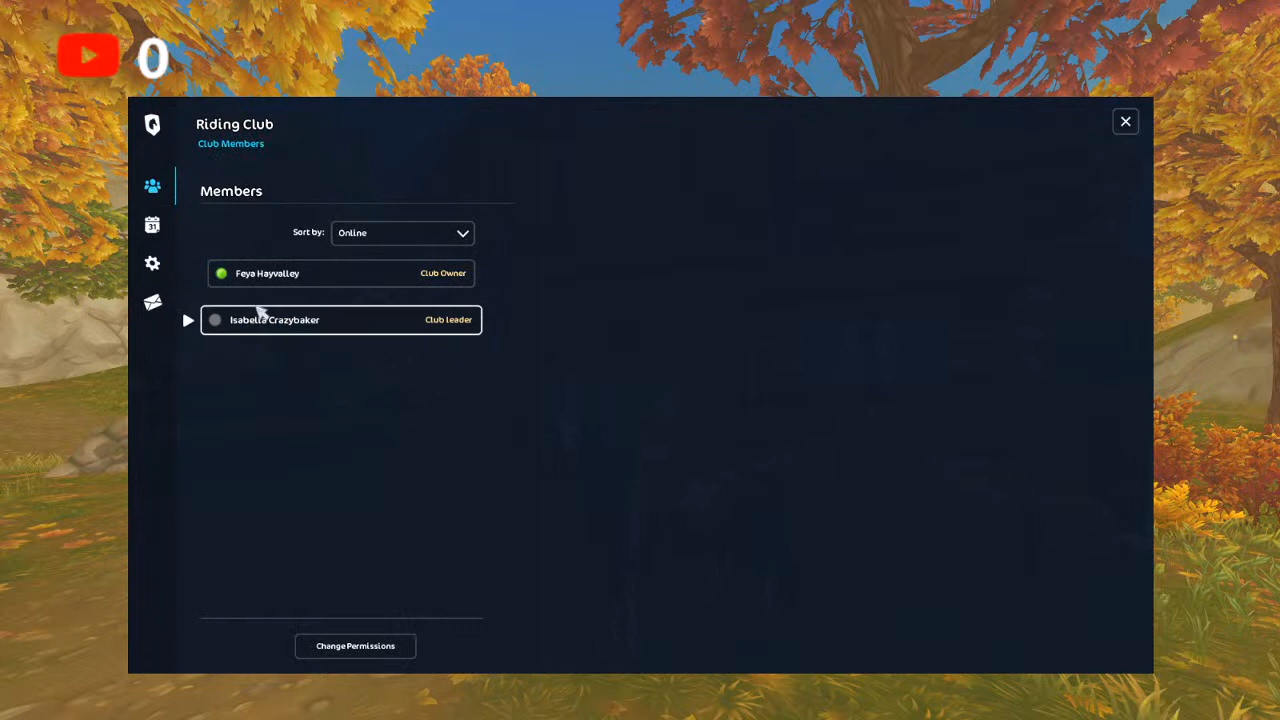 0
Riding Club
Club Members
31
Members
Sort by: Online
Feya Hayvalley Club Owner
Isabella Crazybaker Club leader
Change Permissions